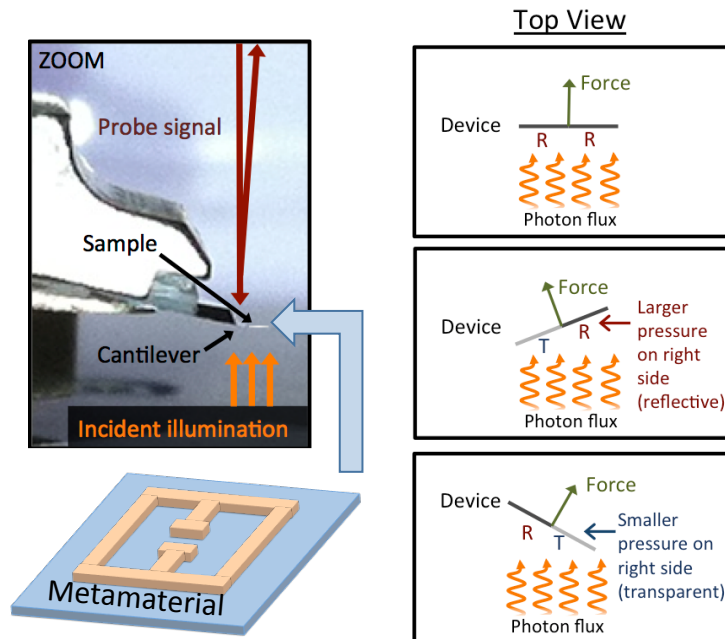 ZOOM
Probe signal
Sample
Cantilever
Incident illumination
Metamaterial
Top View
Force
Device
R R
Photon flux
Force
Device
T R
Larger
pressure
on right
side
(reflective)
Photon flux
Device
Force
R T
Smaller
pressure on
right side
(transparent)
Photon flux